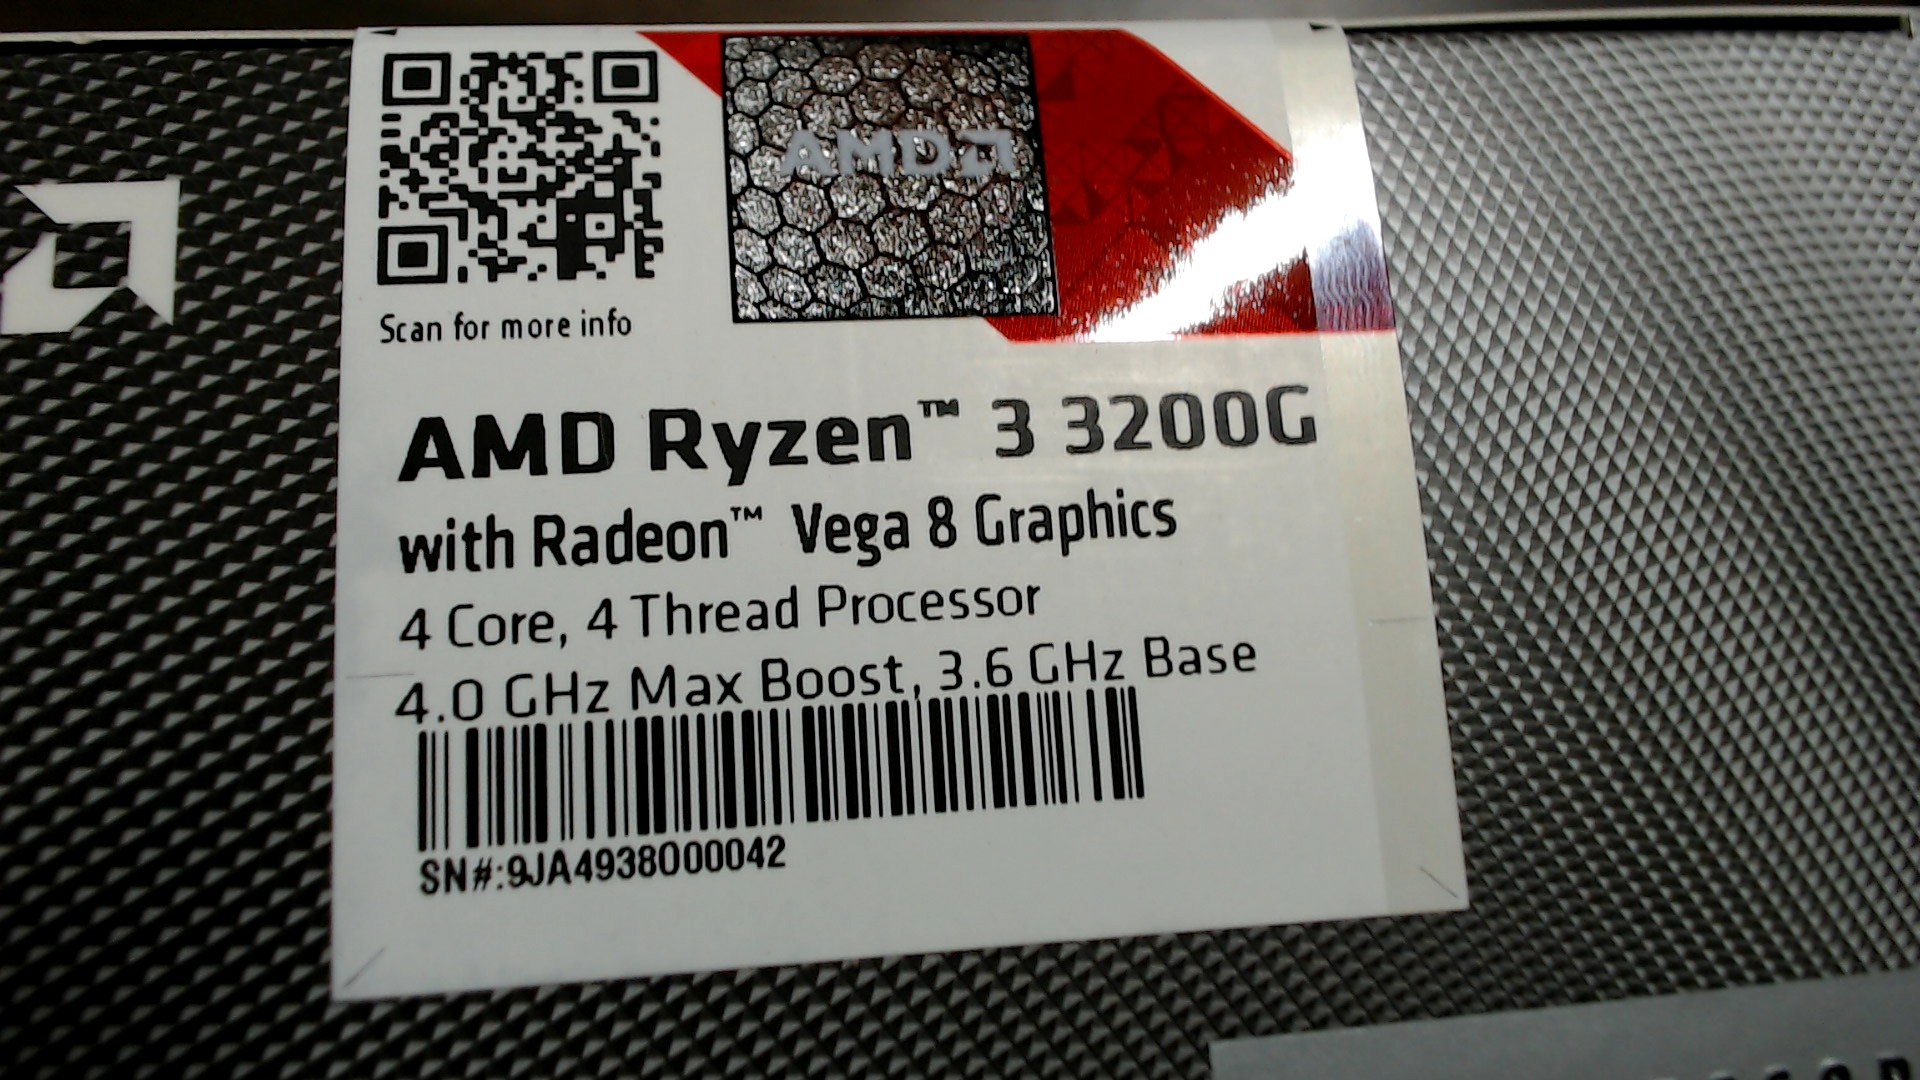 AMD
Scan for more info
AMD Ryzen™ 3 3200G
with Radeon™ Vega 8 Graphics
4 Core, 4 Thread Processor
4.0 GHz Max Boost, 3.6 GHz Base
SN#:9JA4938000042